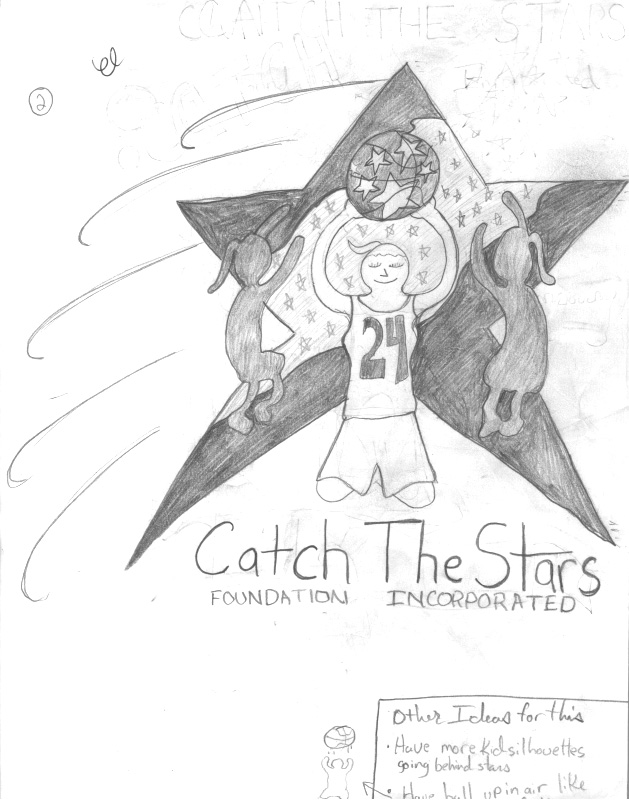 COATCH THE STARS
2
24
Catch The Stars
FOUNDATION INCORPORATED
Other Ideas for this
• Have more kid silhouettes
going behind stars
• Have ball up in air like